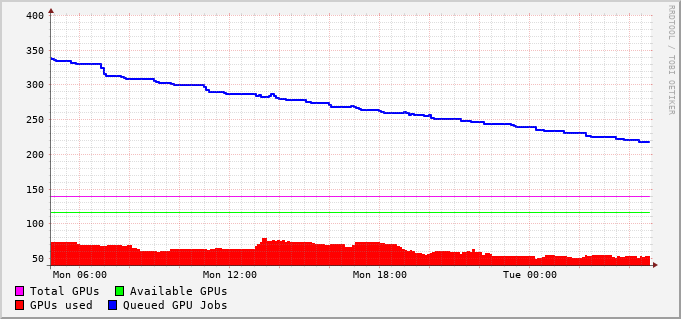 400
350
300
250
200
150
100
50
Mon 06:00 Mon 12:00 Mon 18:00 Tue 00:00
Total GPUs Available GPUs
GPUs used Queued GPU Jobs
RRDTOOL / TOBI OETIKER